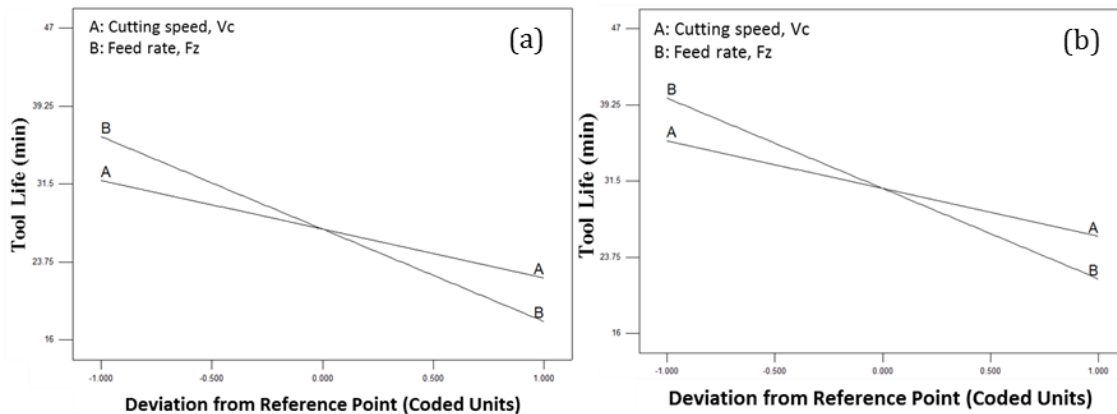 A: Cutting speed, Vc
B: Feed rate, Fz
(a)
47
39.25
31.5
23.75
16
Tool Life (min)
B
A
A
B
-1.000
-0.500
0.000
0.500
1.000
Deviation from Reference Point (Coded Units)
A: Cutting speed, Vc
B: Feed rate, Fz
(b)
47
39.25
31.5
23.75
16
Tool Life (min)
B
A
A
B
-1.000
-0.500
0.000
0.500
1.000
Deviation from Reference Point (Coded Units)